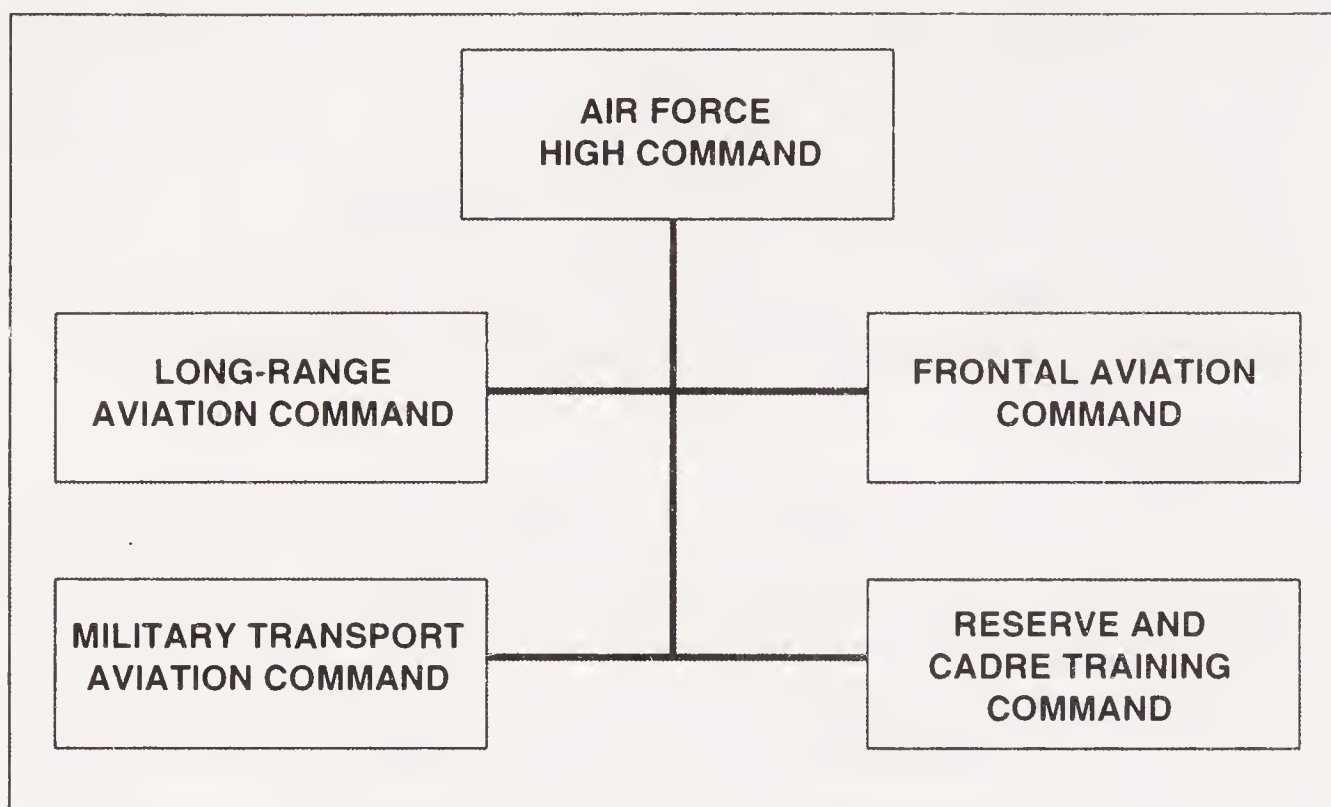 AIR FORCE
HIGH COMMAND
LONG-RANGE
AVIATION COMMAND
FRONTAL AVIATION
COMMAND
MILITARY TRANSPORT
AVIATION COMMAND
RESERVE AND
CADRE TRAINING
COMMAND